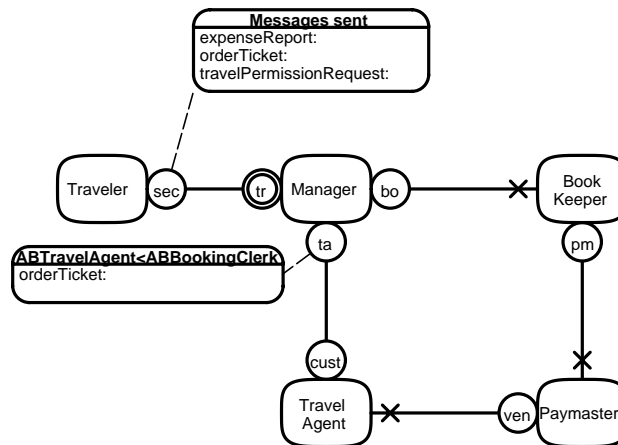 Messages sent
expenseReport:
orderTicket:
travelPermissionRequest:
Traveler
sec
tr
Manager
bo
Book
Keeper
ABTravelAgent<ABBookingClerk
orderTicket:
ta
pm
cust
Travel
Agent
ven
Paymaster